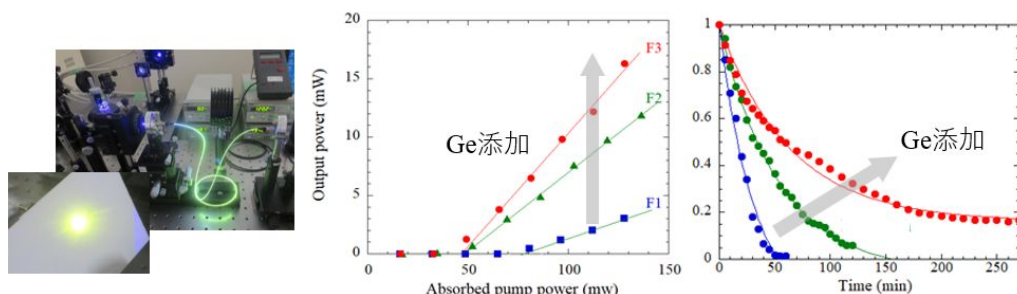 20
15
10
5
0
Output power (mW)
Ge添加
F3
F2
F1
0
50
100
150
Absorbed pump power (mw)
1
0.8
0.6
0.4
0.2
0
Ge添加
0
50
100
150
200
250
Time (min)